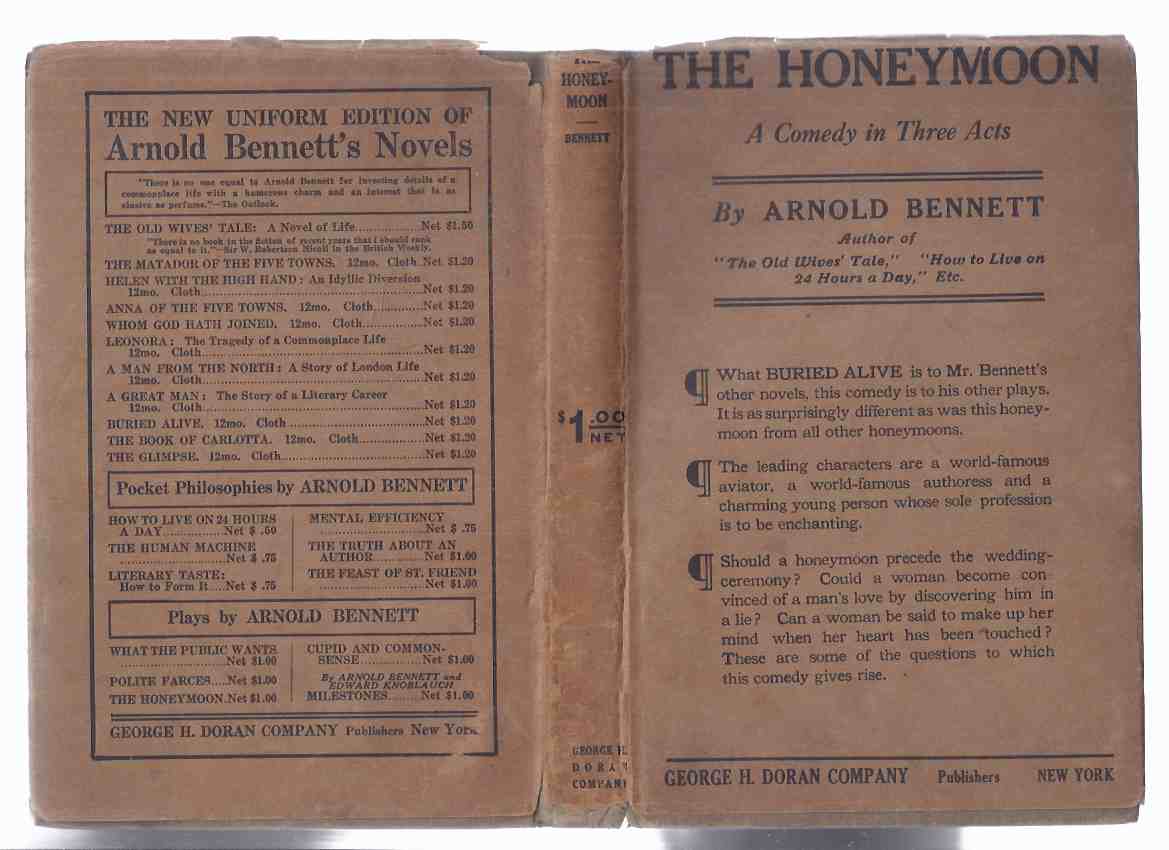 THE NEW UNIFORM EDITION OF
Arnold Bennett's Novels
"There is no one equal to Arnold Bennett for investing details of a
commonplace life with a humorous charm and an interest that is as
elusive as perfume."—The Outlook.
THE OLD WIVES' TALE: A Novel of Life................Net $1.50
"There is no book in the fiction of recent years that I should rank
as equal to it."—Sir W. Robertson Nicoll in the British Weekly.
THE MATADOR OF THE FIVE TOWNS. 12mo. Cloth Net $1.20
HELEN WITH THE HIGH HAND: An Idyllic Diversion
12mo. Cloth................Net $1.20
ANNA OF THE FIVE TOWNS. 12mo. Cloth.............Net $1.20
WHOM GOD HATH JOINED. 12mo. Cloth................Net $1.20
LEONORA: The Tragedy of a Commonplace Life
12mo. Cloth................Net $1.20
A MAN FROM THE NORTH: A Story of London Life
12mo. Cloth................Net $1.20
A GREAT MAN: The Story of a Literary Career
12mo. Cloth................Net $1.20
BURIED ALIVE. 12mo. Cloth................Net $1.20
THE BOOK OF CARLOTTA. 12mo. Cloth................Net $1.20
THE GLIMPSE. 12mo. Cloth................Net $1.20
Pocket Philosophies by ARNOLD BENNETT
HOW TO LIVE ON 24 HOURS
A DAY.............Net $ .50
THE HUMAN MACHINE
................Net $ .75
LITERARY TASTE:
How to Form It....Net $ .75
MENTAL EFFICIENCY
................Net $ .75
THE TRUTH ABOUT AN
AUTHOR...........Net $1.00
THE FEAST OF ST. FRIEND
................Net $1.00
Plays by ARNOLD BENNETT
WHAT THE PUBLIC WANTS
................Net $1.00
POLITE FARCES....Net $1.00
THE HONEYMOON.Net $1.00
CUPID AND COMMON-
SENSE.............Net $1.00
By ARNOLD BENNETT and
EDWARD KNOBLAUCH
MILESTONES........Net $1.00
GEORGE H. DORAN COMPANY Publishers New York
HONEY-
MOON
BENNETT
$1.00
NET
GEORGE H.
DORAN
COMPANY
THE HONEYMOON
A Comedy in Three Acts
By ARNOLD BENNETT
Author of
"The Old Wives' Tale," "How to Live on
24 Hours a Day," Etc.
¶ What BURIED ALIVE is to Mr. Bennett's
other novels, this comedy is to his other plays.
It is as surprisingly different as was this honey-
moon from all other honeymoons.
¶ The leading characters are a world-famous
aviator, a world-famous authoress and a
charming young person whose sole profession
is to be enchanting.
¶ Should a honeymoon precede the wedding-
ceremony? Could a woman become con-
vinced of a man's love by discovering him in
a lie? Can a woman be said to make up her
mind when her heart has been touched?
These are some of the questions to which
this comedy gives rise.
GEORGE H. DORAN COMPANY Publishers NEW YORK